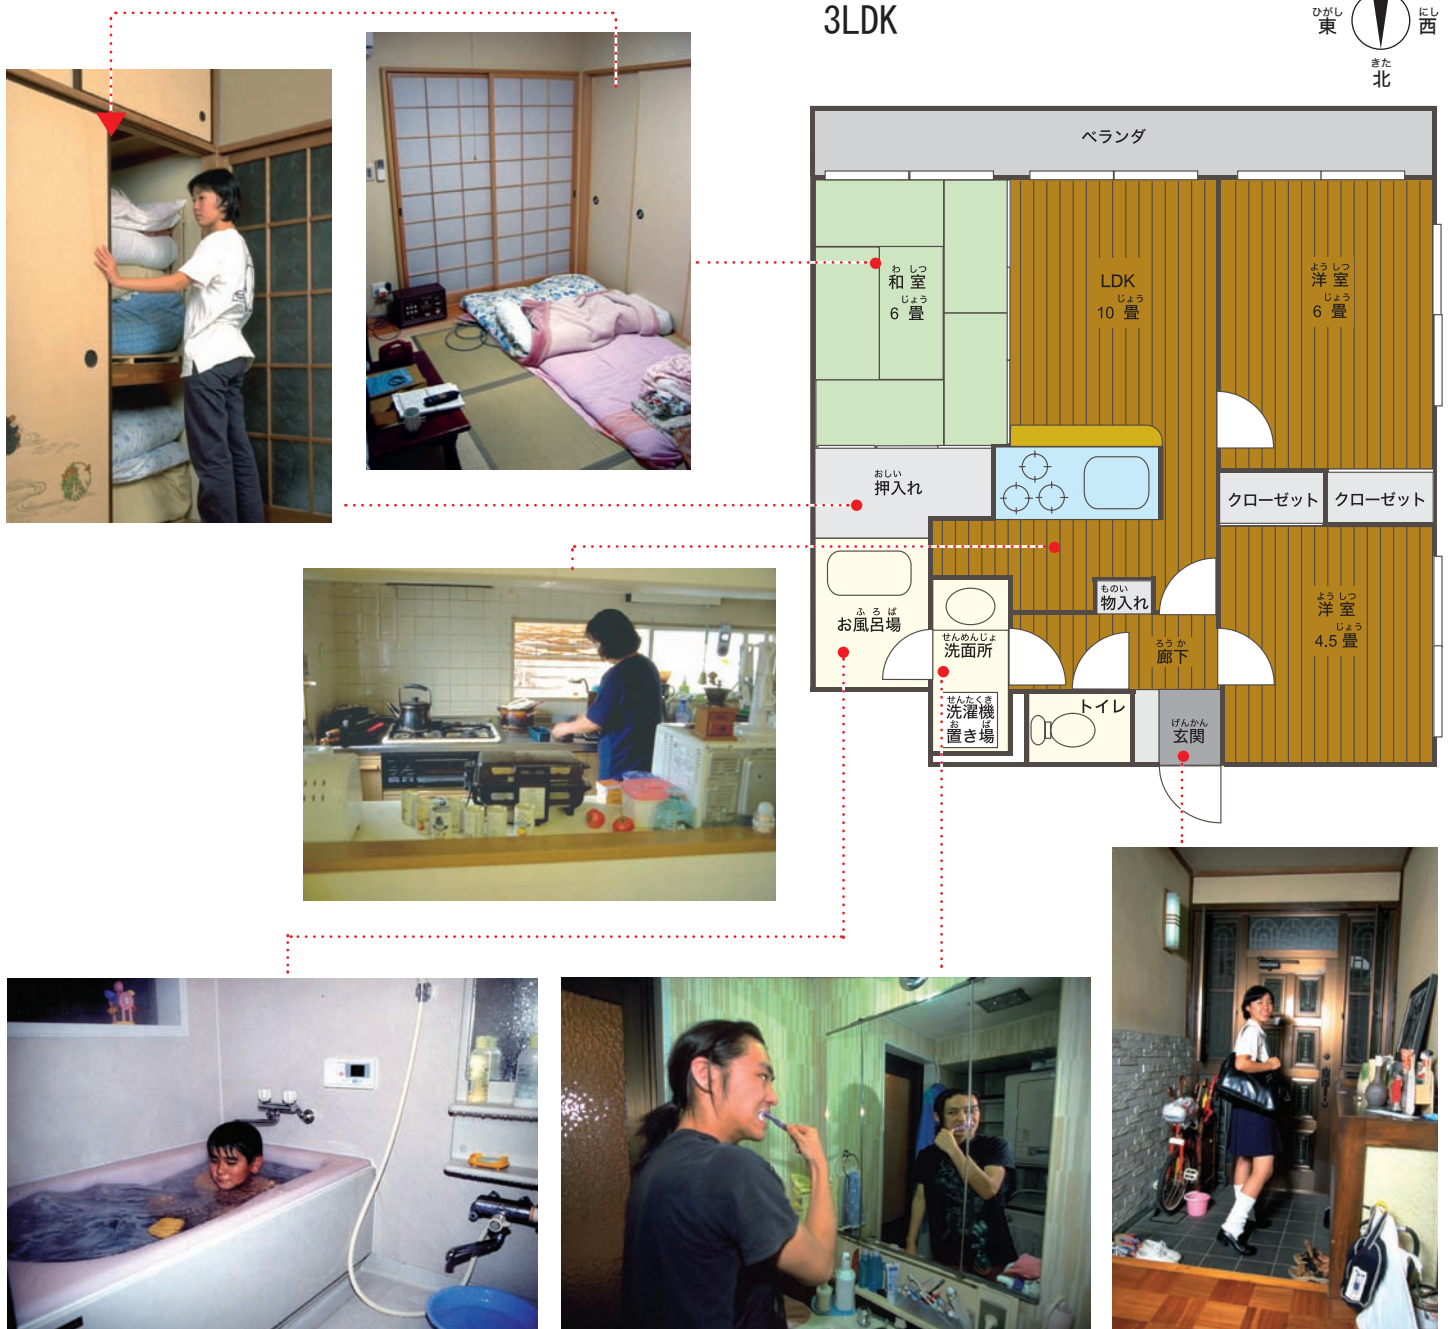 3LDK
ひがし
東
にし
西
きた
北
ベランダ
わ しつ
和 室
じょう
6 畳
LDK
じょう
10 畳
よう しつ
洋 室
じょう
6 畳
おしい
押入れ
クローゼット
クローゼット
ものい
物入れ
よう しつ
洋 室
じょう
4.5 畳
ふ ろ ば
お風呂場
せんめんじょ
洗面所
ろう か
廊下
せんたくき
洗濯機
お ば
置き場
トイレ
げんかん
玄関